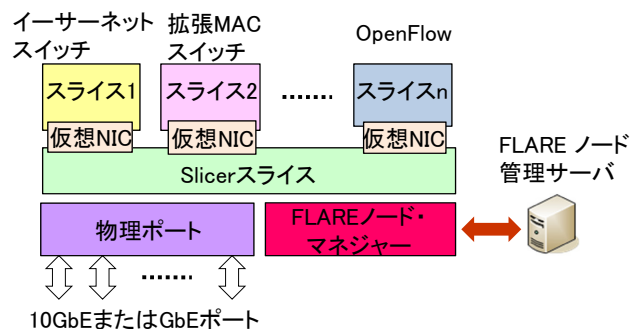 イーサーネット
スイッチ
拡張MAC
スイッチ
OpenFlow
スライス1
スライス2
.......
スライスn
仮想NIC
仮想NIC
仮想NIC
Slicerスライス
FLARE ノード
管理サーバ
物理ポート
FLAREノード・
マネジャー
.......
10GbEまたはGbEポート